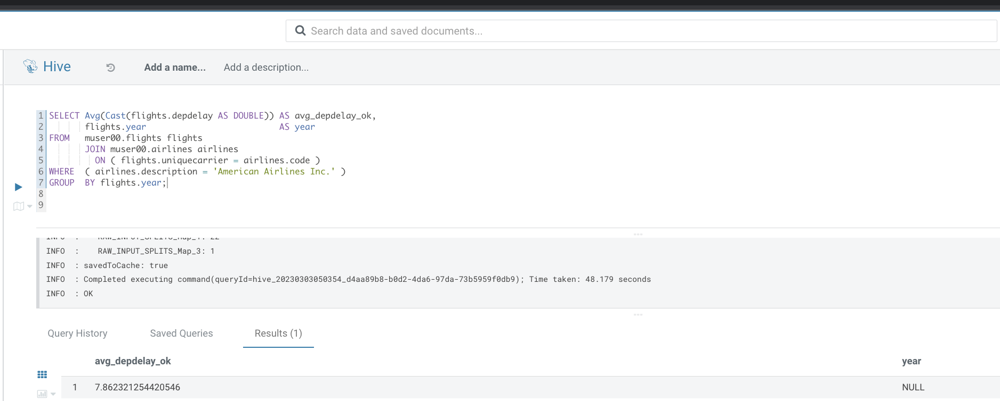 Search data and saved documents...
Hive Add a name... Add a description...
1 SELECT Avg(Cast(flights.depdelay AS DOUBLE)) AS avg_depdelay_ok,
2 flights.year AS year
3 FROM muser00.flights flights
4 JOIN muser00.airlines airlines
5 ON ( flights.uniquecarrier = airlines.code )
6 WHERE ( airlines.description = 'American Airlines Inc.' )
7 GROUP BY flights.year;
8
9
INFO : RAW_INPUT_SPLITS_Map_3: 1
INFO : savedToCache: true
INFO : Completed executing command(queryId=hive_20230303050354_d4aa89b8-b0d2-4da6-97da-73b5959f0db9); Time taken: 48.179 seconds
INFO : OK
Query History Saved Queries Results (1)
avg_depdelay_ok year
1 7.862321254420546 NULL